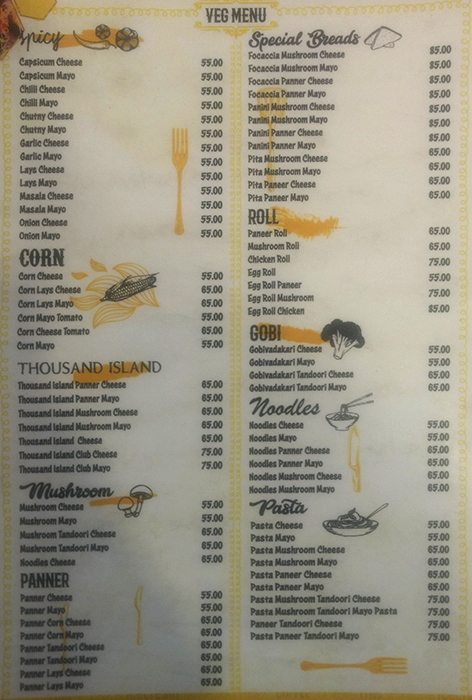 VEG MENU
Spicy
Capsicum Cheese 55.00
Capsicum Mayo 55.00
Chilli Cheese 55.00
Chilli Mayo 55.00
Chutney Cheese 55.00
Chutny Mayo 55.00
Garlic Cheese 55.00
Garlic Mayo 55.00
Lays Cheese 55.00
Lays Mayo 55.00
Masala Cheese 55.00
Masala Mayo 55.00
Onion Cheese 55.00
Onion Mayo 55.00
CORN
Corn Cheese 55.00
Corn Lays Cheese 65.00
Corn Lays Mayo 65.00
Corn Mayo Tomato 55.00
Corn Cheese Tomato 65.00
Corn Mayo 55.00
THOUSAND ISLAND
Thousand Island Panner Cheese 65.00
Thousand Island Panner Mayo 65.00
Thousand Island Mushroom Cheese 65.00
Thousand Island Mushroom Mayo 65.00
Thousand Island Cheese 65.00
Thousand Island Club Cheese 75.00
Thousand Island Club Mayo 75.00
Mushroom
Mushroom Cheese 55.00
Mushroom Mayo 55.00
Mushroom Tandoori Cheese 65.00
Mushroom Tandoori Mayo 65.00
Noodles Cheese 65.00
PANNER
Panner Cheese 55.00
Panner Mayo 55.00
Panner Corn Cheese 65.00
Panner Corn Mayo 65.00
Panner Tandoori Cheese 65.00
Panner Tandoori Mayo 65.00
Panner Lays Cheese 65.00
Panner Lays Mayo 65.00
Special Breads
Focaccia Mushroom Cheese 85.00
Focaccia Mushroom Mayo 85.00
Focaccia Panner Cheese 85.00
Focaccia Panner Mayo 85.00
Panini Mushroom Cheese 85.00
Panini Mushroom Mayo 85.00
Panini Panner Cheese 85.00
Panini Panner Mayo 85.00
Pita Mushroom Cheese 65.00
Pita Mushroom Mayo 65.00
Pita Paneer Cheese 65.00
Pita Paneer Mayo 65.00
ROLL
Paneer Roll 65.00
Mushroom Roll 65.00
Chicken Roll 75.00
Egg Roll 55.00
Egg Roll Paneer 75.00
Egg Roll Mushroom 75.00
Egg Roll Chicken 85.00
GOBI
Gobivadakari Cheese 55.00
Gobivadakari Mayo 55.00
Gobivadakari Tandoori Cheese 65.00
Gobivadakari Tandoori Mayo 65.00
Noodles
Noodles Cheese 55.00
Noodles Mayo 55.00
Noodles Panner Cheese 65.00
Noodles Panner Mayo 65.00
Noodles Mushroom Cheese 65.00
Noodles Mushroom Mayo 65.00
Pasta
Pasta Cheese 55.00
Pasta Mayo 55.00
Pasta Mushroom Cheese 65.00
Pasta Mushroom Mayo 65.00
Pasta Paneer Cheese 65.00
Pasta Paneer Mayo 65.00
Pasta Mushroom Tandoori Cheese 75.00
Pasta Mushroom Tandoori Mayo Pasta 75.00
Paneer Tandoori Cheese 75.00
Pasta Paneer Tandoori Mayo 75.00